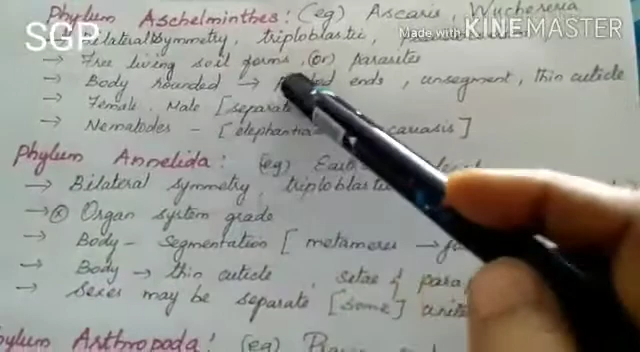 Phylum Aschelminthes: (eg) Ascaris, Wuchereria
SGP
Made with KINEMASTER
Bilateral symmetry, triploblastic,
→ Free living soil forms, (or) parasites
→ Body rounded → ends, unsegment, thin cuticle
→ Female, Male [separate
→ Nematodes - [elephantia cariasis]
Phylum Annelida: (eg)
→ Bilateral symmetry, triploblastic
→ Organ system grade
→ Body - segmentation [metameres →
→ Body → thin cuticle, setae & para
→ Sexes may be separate [some]
Phylum Arthropoda: (eg)